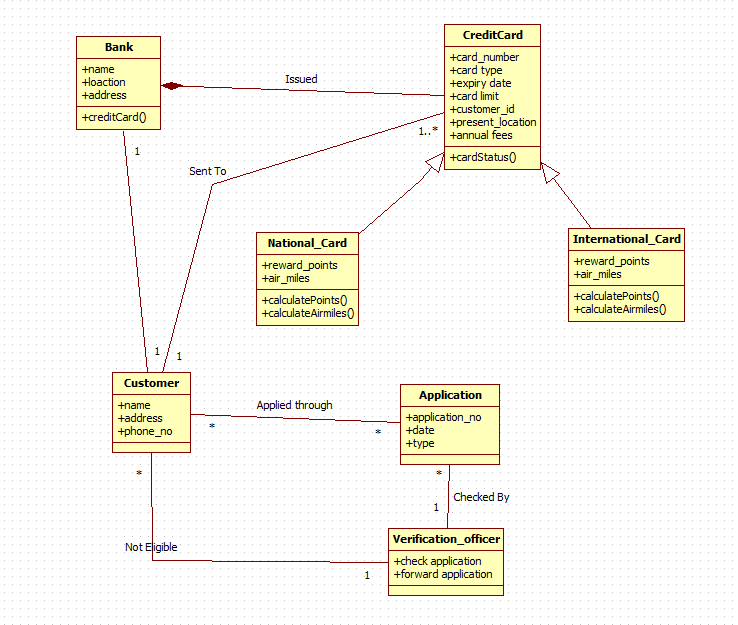 Bank
+name
+loaction
+address
+creditCard()
Issued
CreditCard
+card_number
+card type
+expiry date
+card limit
+customer_id
+present_location
+annual fees
+cardStatus()
1
1..*
Sent To
National_Card
+reward_points
+air_miles
+calculatePoints()
+calculateAirmiles()
International_Card
+reward_points
+air_miles
+calculatePoints()
+calculateAirmiles()
1
1
Customer
+name
+address
+phone_no
Applied through
*
*
Application
+application_no
+date
+type
*
*
Checked By
1
Not Eligible
1
Verification_officer
+check application
+forward application